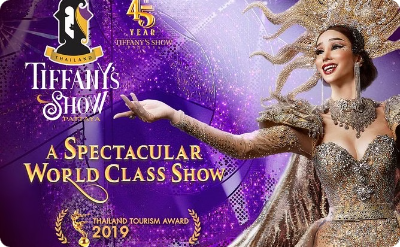 THAILAND
TIFFANY'S
SHOW
PATTAYA
45
YEAR
TIFFANY'S SHOW
A SPECTACULAR
WORLD CLASS SHOW
THAILAND TOURISM AWARD
2019